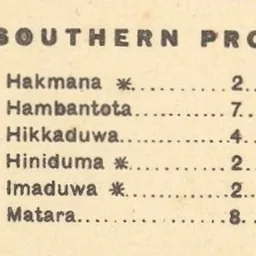 SOUTHERN PRO
Hakmana *.............2..
Hambantota...........7..
Hikkaduwa............4..
Hiniduma *............2..
Imaduwa *............2..
Matara.................8..